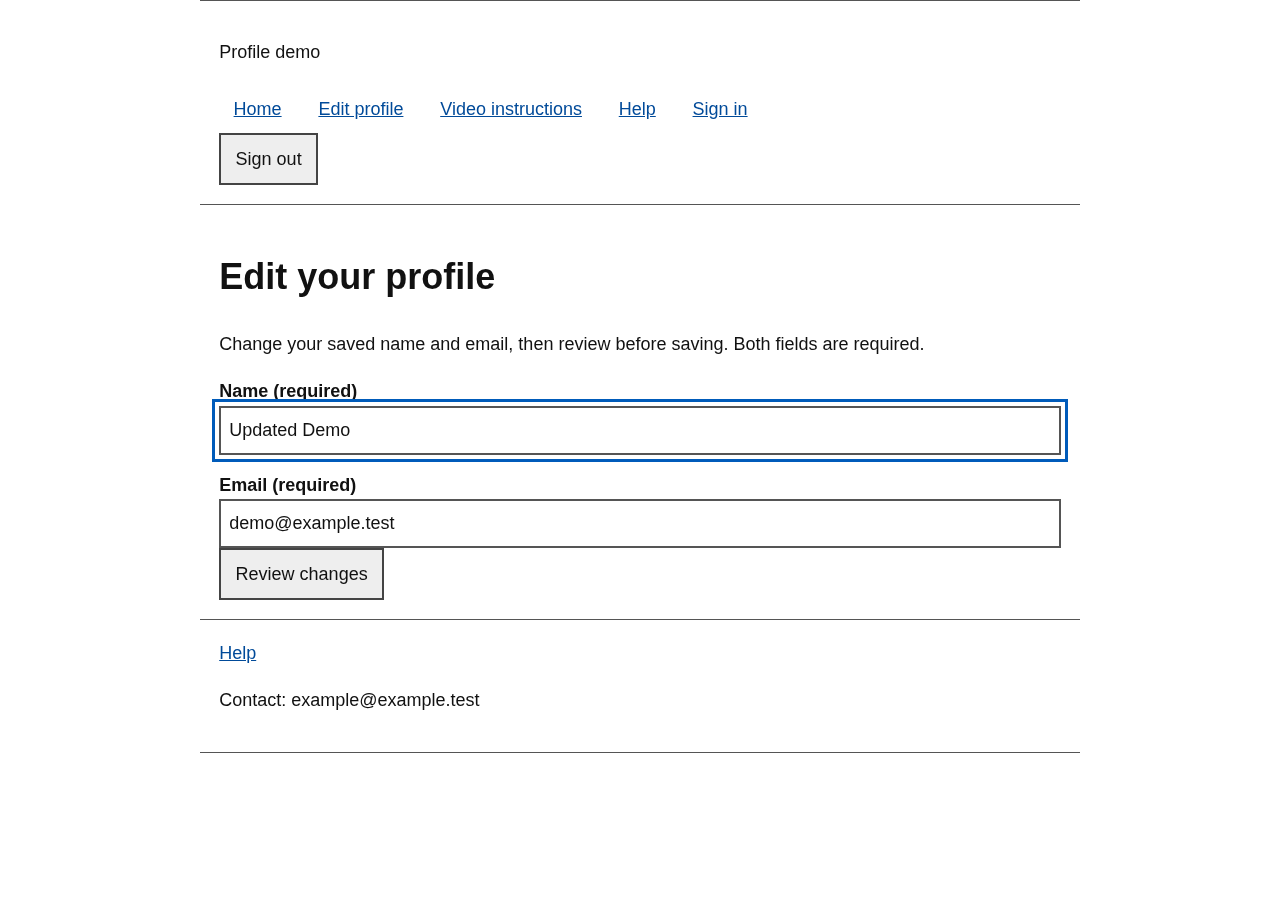 Profile demo
Home Edit profile Video instructions Help Sign in
Sign out
Edit your profile
Change your saved name and email, then review before saving. Both fields are required.
Name (required)
Updated Demo
Email (required)
demo@example.test
Review changes
Help
Contact: example@example.test